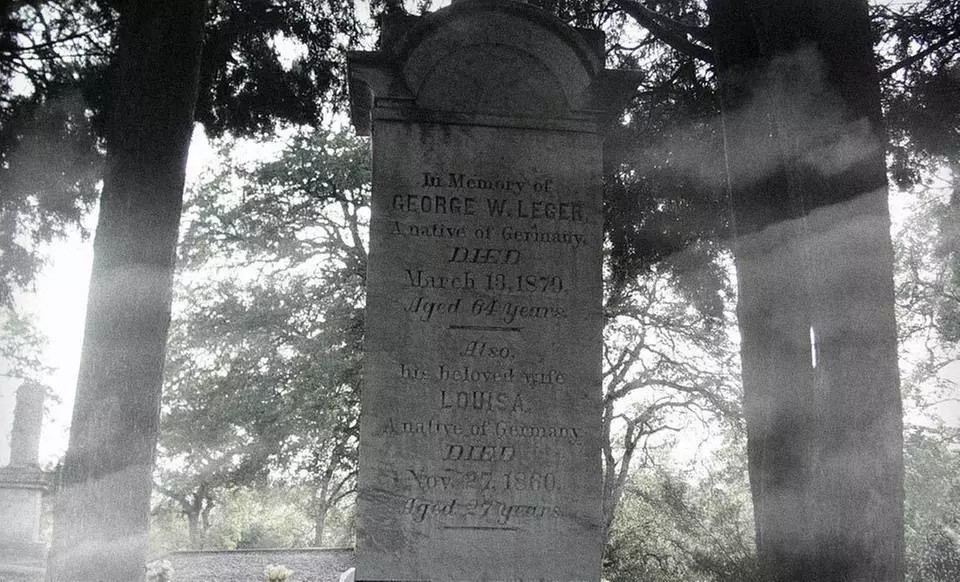 In Memory of
GEORGE W. LEGER,
A native of Germany,
DIED
March 13, 1879.
Aged 64 years.
Also,
his beloved wife
LOUISA,
A native of Germany
DIED
Nov. 27, 1860.
Aged 27 years.